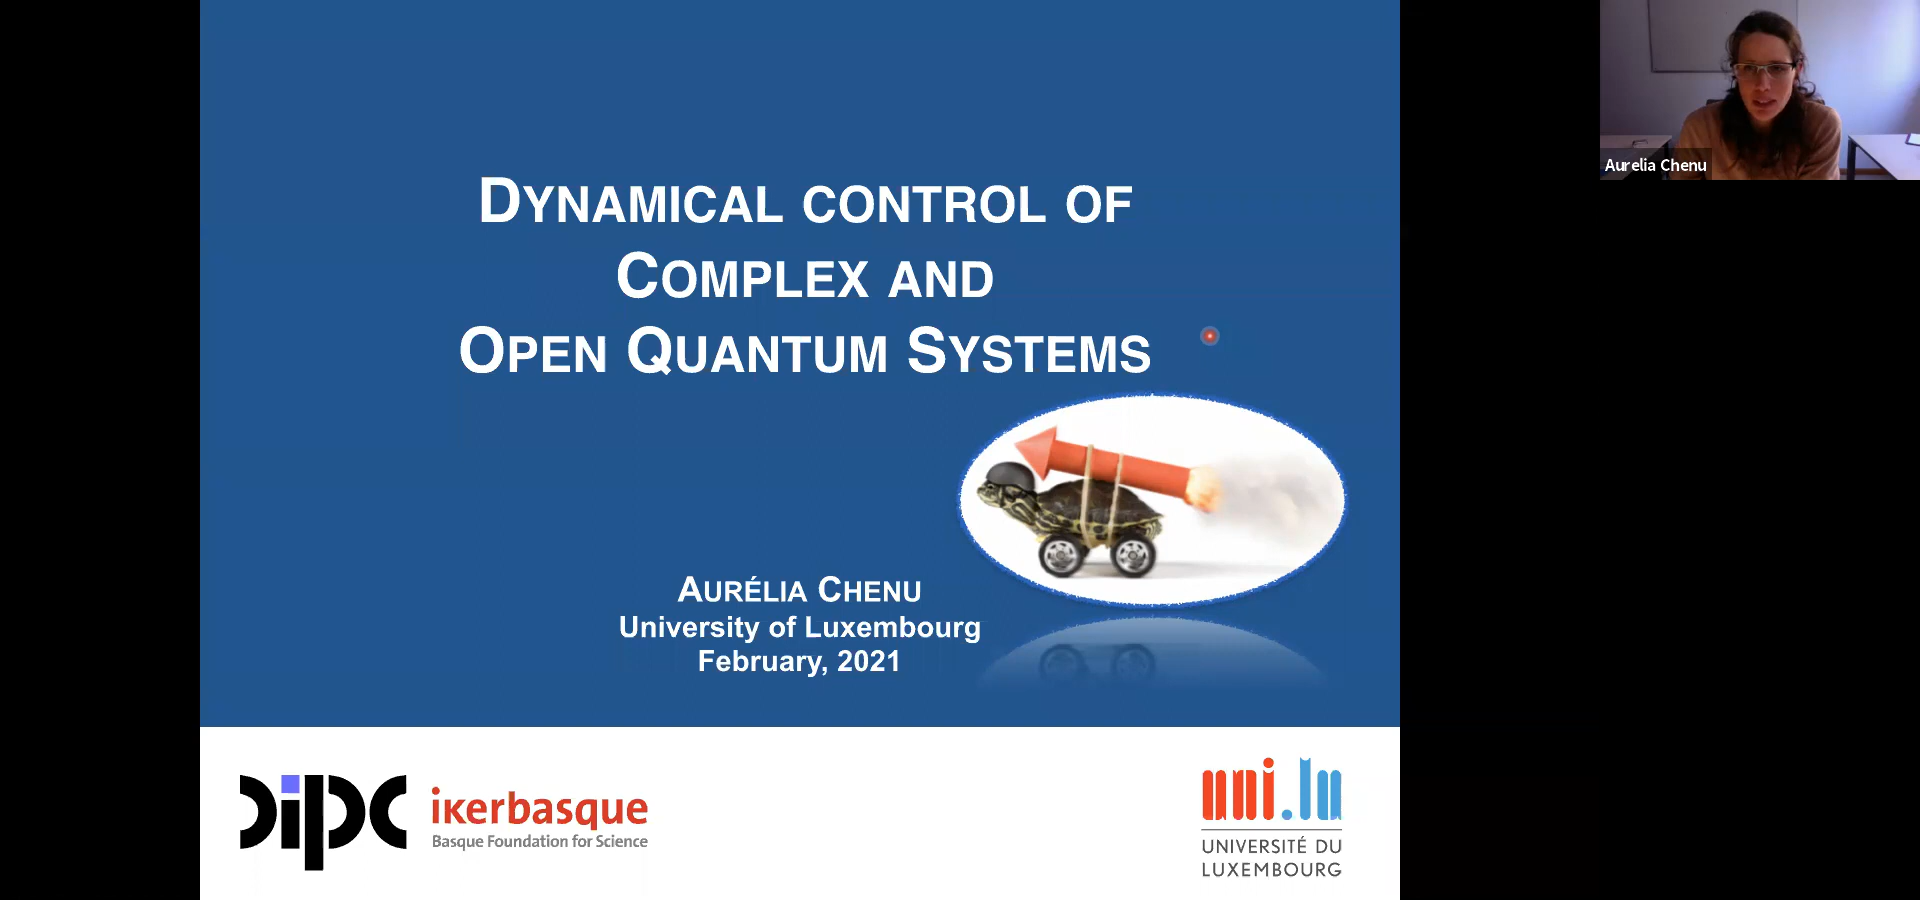 DYNAMICAL CONTROL OF
COMPLEX AND
OPEN QUANTUM SYSTEMS
AURÉLIA CHENU
University of Luxembourg
February, 2021
dipc
ikerbasque
Basque Foundation for Science
uni.lu
UNIVERSITÉ DU
LUXEMBOURG
Aurelia Chenu